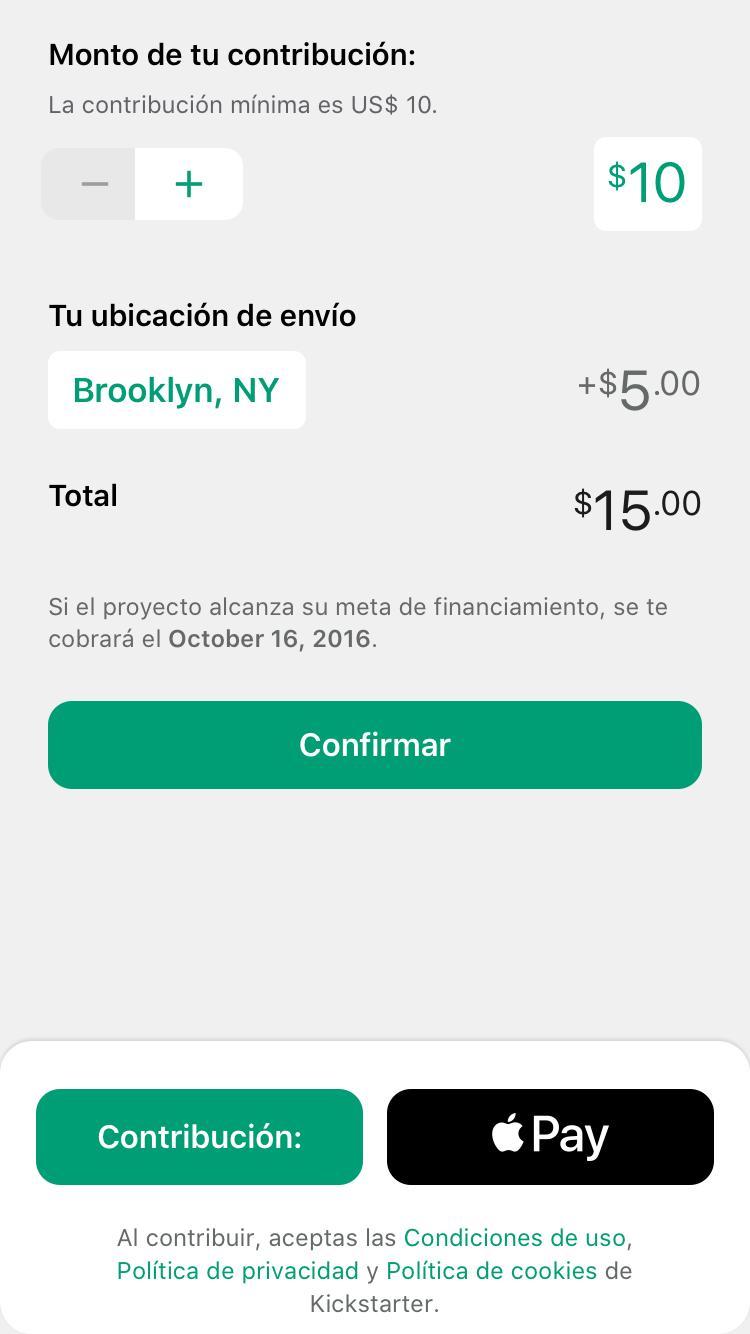 Monto de tu contribución:
La contribución mínima es US$ 10.
− +
$10
Tu ubicación de envío
Brooklyn, NY
+$5.00
Total
$15.00
Si el proyecto alcanza su meta de financiamiento, se te
cobrará el October 16, 2016.
Confirmar
Contribución:
Pay
Al contribuir, aceptas las Condiciones de uso,
Política de privacidad y Política de cookies de
Kickstarter.